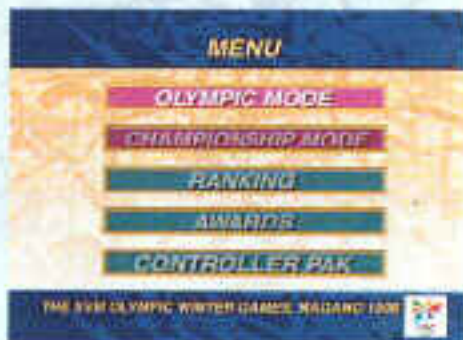 MENU
OLYMPIC MODE
CHAMPIONSHIP MODE
RANKING
AWARDS
CONTROLLER PAK
THE XVIII OLYMPIC WINTER GAMES, NAGANO 1998